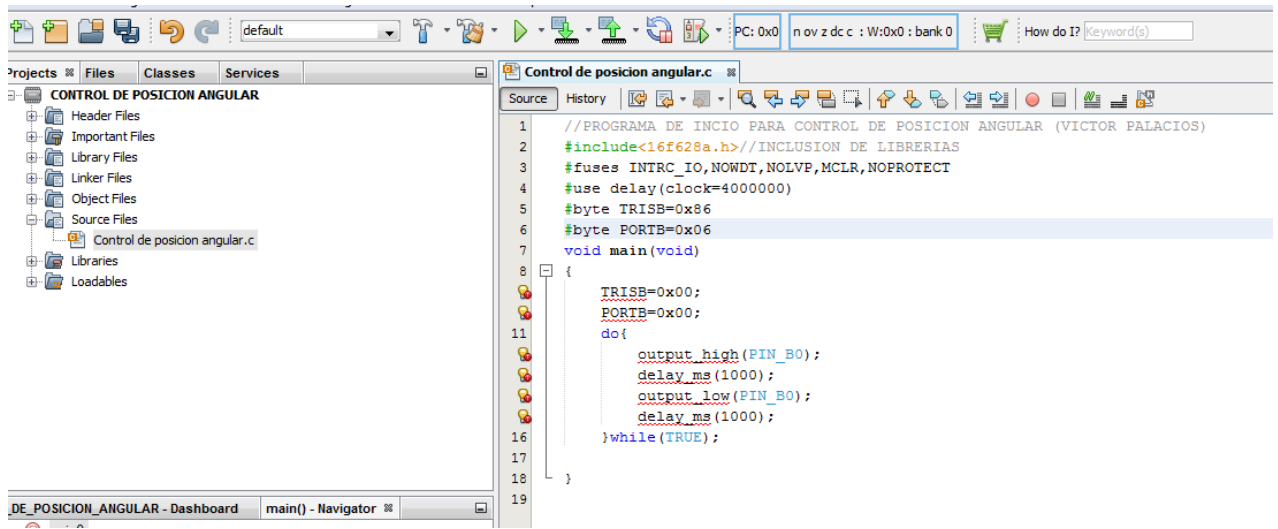 default
PC: 0x0
n ov z dc c : W:0x0 : bank 0
How do I?
Keyword(s)
Projects
Files
Classes
Services
CONTROL DE POSICION ANGULAR
Header Files
Important Files
Library Files
Linker Files
Object Files
Source Files
Control de posicion angular.c
Libraries
Loadables
_DE_POSICION_ANGULAR - Dashboard
main() - Navigator
Control de posicion angular.c
Source
History
1 //PROGRAMA DE INCIO PARA CONTROL DE POSICION ANGULAR (VICTOR PALACIOS)
2 #include<16f628a.h>//INCLUSION DE LIBRERIAS
3 #fuses INTRC_IO,NOWDT,NOLVP,MCLR,NOPROTECT
4 #use delay(clock=4000000)
5 #byte TRISB=0x86
6 #byte PORTB=0x06
7 void main(void)
8 {
TRISB=0x00;
PORTB=0x00;
11 do{
output_high(PIN_B0);
delay_ms(1000);
output_low(PIN_B0);
delay_ms(1000);
16 }while(TRUE);
17
18 }
19